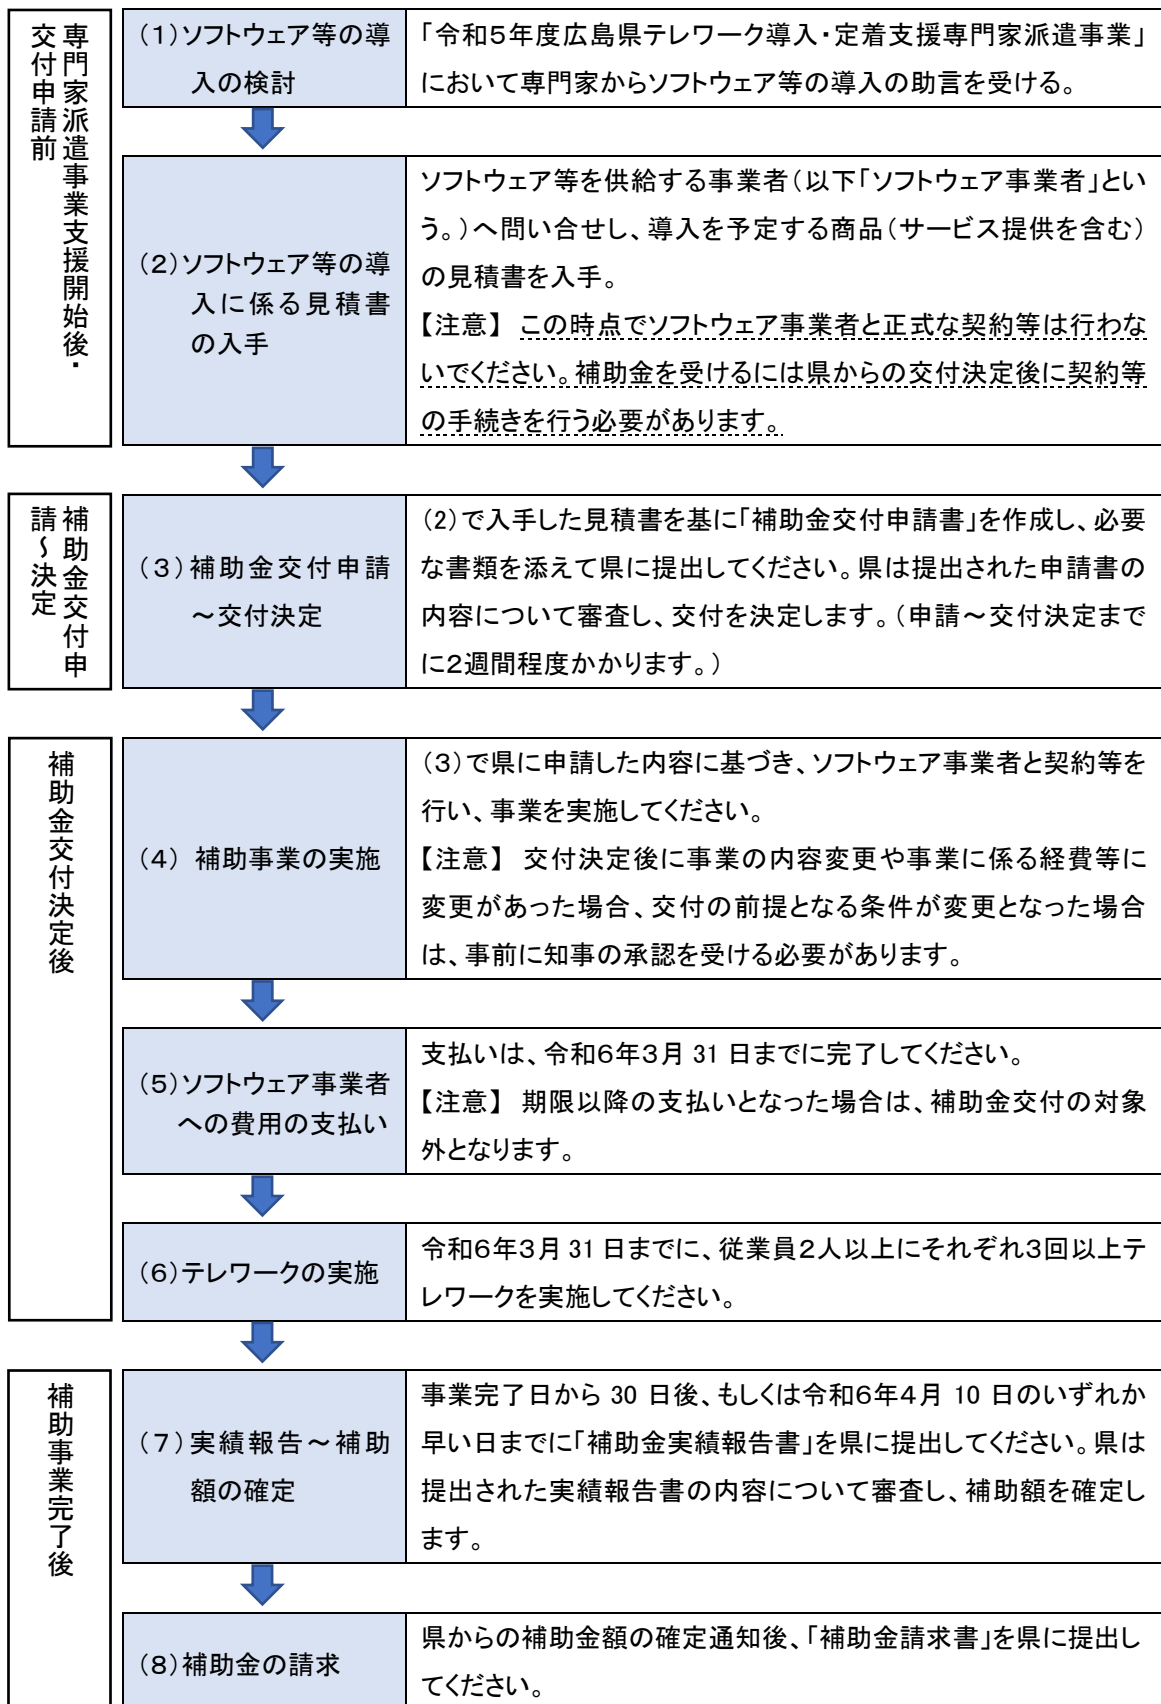 専門家派遣事業支援開始後・
交付申請前
（１）ソフトウェア等の導
入の検討
「令和５年度広島県テレワーク導入・定着支援専門家派遣事業」
において専門家からソフトウェア等の導入の助言を受ける。
（２）ソフトウェア等の導
入に係る見積書
の入手
ソフトウェア等を供給する事業者（以下「ソフトウェア事業者」とい
う。）へ問い合せし、導入を予定する商品（サービス提供を含む）
の見積書を入手。
【注意】 この時点でソフトウェア事業者と正式な契約等は行わな
いでください。補助金を受けるには県からの交付決定後に契約等
の手続きを行う必要があります。
補助金交付申
請～決定
（３）補助金交付申請
～交付決定
（２）で入手した見積書を基に「補助金交付申請書」を作成し、必要
な書類を添えて県に提出してください。県は提出された申請書の
内容について審査し、交付を決定します。（申請～交付決定まで
に２週間程度かかります。）
補助金交付決定後
（４） 補助事業の実施
（３）で県に申請した内容に基づき、ソフトウェア事業者と契約等を
行い、事業を実施してください。
【注意】 交付決定後に事業の内容変更や事業に係る経費等に
変更があった場合、交付の前提となる条件が変更となった場合
は、事前に知事の承認を受ける必要があります。
（５）ソフトウェア事業者
への費用の支払い
支払いは、令和６年３月 31 日までに完了してください。
【注意】 期限以降の支払いとなった場合は、補助金交付の対象
外となります。
（６）テレワークの実施
令和６年３月 31 日までに、従業員２人以上にそれぞれ３回以上テ
レワークを実施してください。
補助事業完了後
（７）実績報告～補助
額の確定
事業完了日から 30 日後、もしくは令和６年４月 10 日のいずれか
早い日までに「補助金実績報告書」を県に提出してください。県は
提出された実績報告書の内容について審査し、補助額を確定し
ます。
（８）補助金の請求
県からの補助金額の確定通知後、「補助金請求書」を県に提出し
てください。